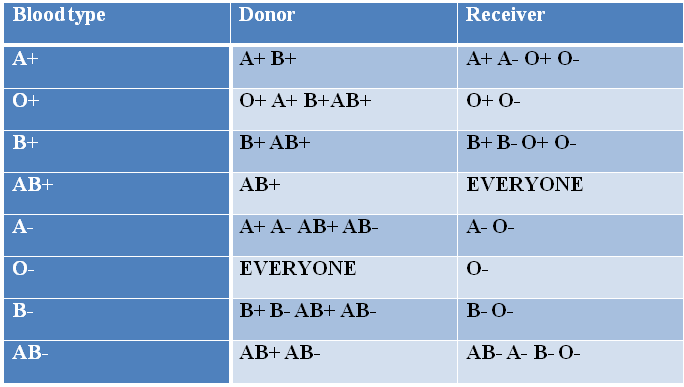 Blood type Donor Receiver
A+ A+ B+ A+ A- O+ O-
O+ O+ A+ B+AB+ O+ O-
B+ B+ AB+ B+ B- O+ O-
AB+ AB+ EVERYONE
A- A+ A- AB+ AB- A- O-
O- EVERYONE O-
B- B+ B- AB+ AB- B- O-
AB- AB+ AB- AB- A- B- O-